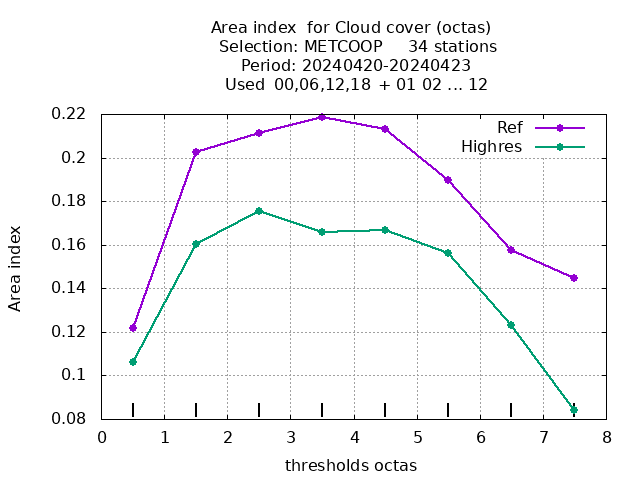 Area index  for Cloud cover (octas)
Selection: METCOOP     34 stations
Period: 20240420-20240423
Used  00,06,12,18 + 01 02 ... 12
Ref
Highres
0.22
0.2
0.18
0.16
0.14
0.12
0.1
0.08
Area index
0 1 2 3 4 5 6 7 8
thresholds octas